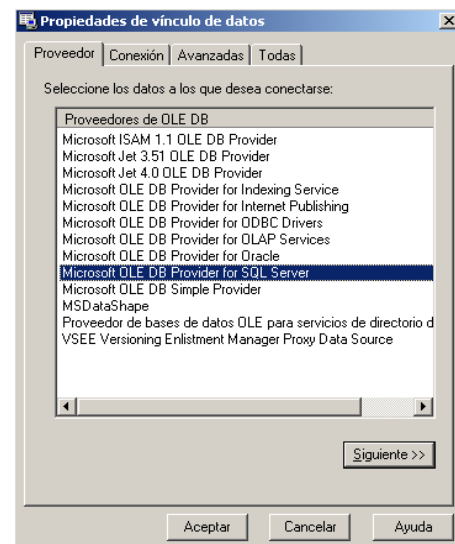 Propiedades de vínculo de datos
Proveedor Conexión Avanzadas Todas
Seleccione los datos a los que desea conectarse:
Proveedores de OLE DB
Microsoft ISAM 1.1 OLE DB Provider
Microsoft Jet 3.51 OLE DB Provider
Microsoft Jet 4.0 OLE DB Provider
Microsoft OLE DB Provider for Indexing Service
Microsoft OLE DB Provider for Internet Publishing
Microsoft OLE DB Provider for ODBC Drivers
Microsoft OLE DB Provider for OLAP Services
Microsoft OLE DB Provider for Oracle
Microsoft OLE DB Provider for SQL Server
Microsoft OLE DB Simple Provider
MSDataShape
Proveedor de bases de datos OLE para servicios de directorio d
VSEE Versioning Enlistment Manager Proxy Data Source
Siguiente >>
Aceptar Cancelar Ayuda